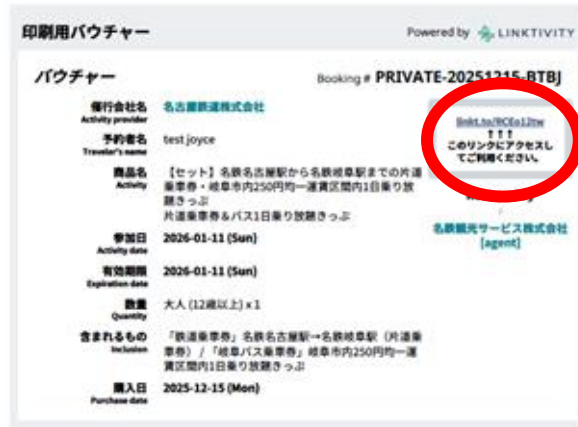 印刷用バウチャー
Powered by LINKTIVITY
バウチャー
Booking # PRIVATE-20251215-BTBJ
催行会社名 名古屋鉄道株式会社
Activity provider
予約者名 test joyce
Traveler's name
商品名 【セット】名鉄名古屋駅から名鉄岐阜駅までの片道
Activity 乗車券・岐阜市内250円均一運賃区間内1日乗り放
題きっぷ
片道乗車券&バス1日乗り放題きっぷ
参加日 2026-01-11 (Sun)
Activity date
有効期限 2026-01-11 (Sun)
Expiration date
数量 大人 (12歳以上) x 1
Quantity
含まれるもの 「鉄道乗車券」名鉄名古屋駅→名鉄岐阜駅（片道乗
Inclusion 車券）/「岐阜バス乗車券」岐阜市内250円均一運
賃区間内1日乗り放題きっぷ
購入日 2025-12-15 (Mon)
Purchase date
↑↑↑
このリンクにアクセスし
てご利用ください。
名鉄観光サービス株式会社
[agent]